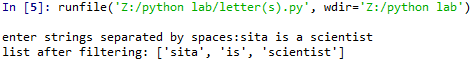 In [5]: runfile('Z:/python lab/letter(s).py', wdir='Z:/python lab')
enter strings separated by spaces:sita is a scientist
list after filtering: ['sita', 'is', 'scientist']